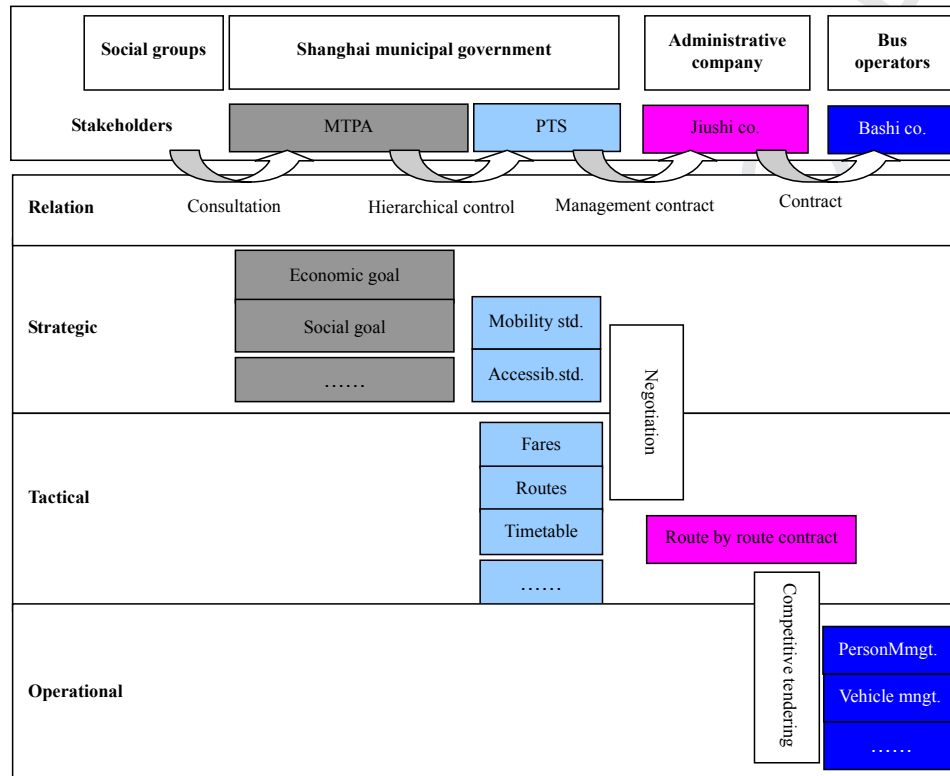 Social groups
Shanghai municipal government
Administrative
company
Bus
operators
Stakeholders
MTPA
PTS
Jiushi co.
Bashi co.
Relation
Consultation
Hierarchical control
Management contract
Contract
Strategic
Economic goal
Social goal
……
Mobility std.
Accessib.std.
Negotiation
Tactical
Fares
Routes
Timetable
……
Route by route contract
Competitive tendering
Operational
PersonMmgt.
Vehicle mngt.
……